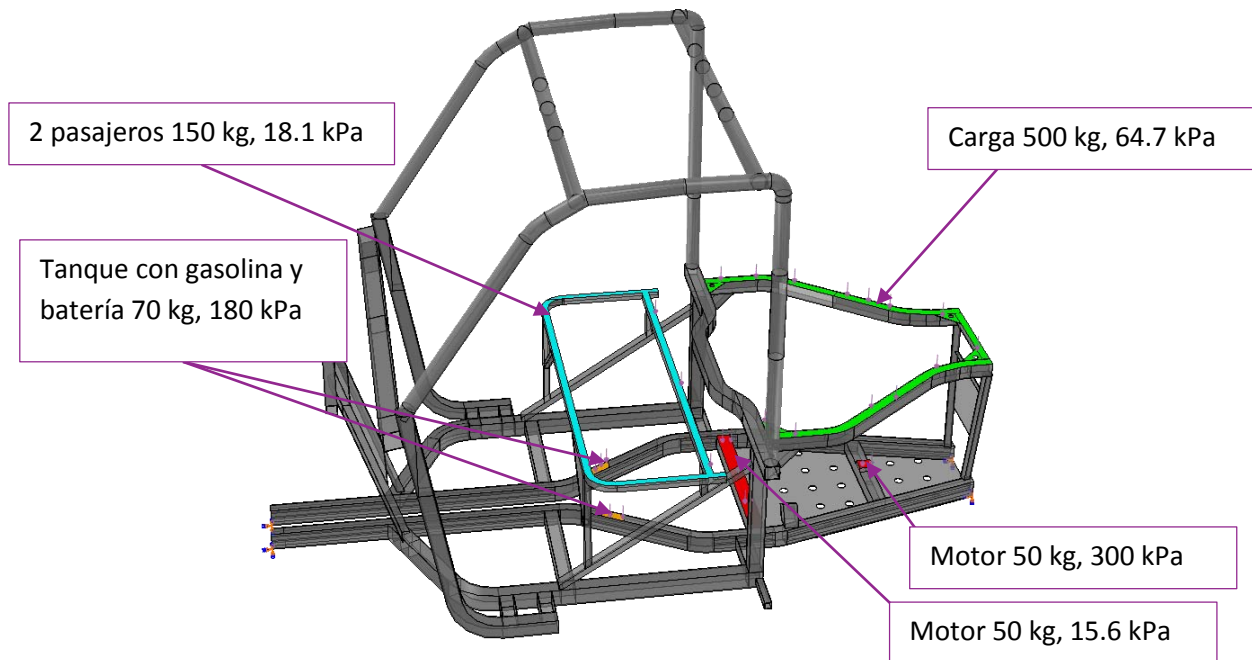 2 pasajeros 150 kg, 18.1 kPa
Carga 500 kg, 64.7 kPa
Tanque con gasolina y
batería 70 kg, 180 kPa
Motor 50 kg, 300 kPa
Motor 50 kg, 15.6 kPa